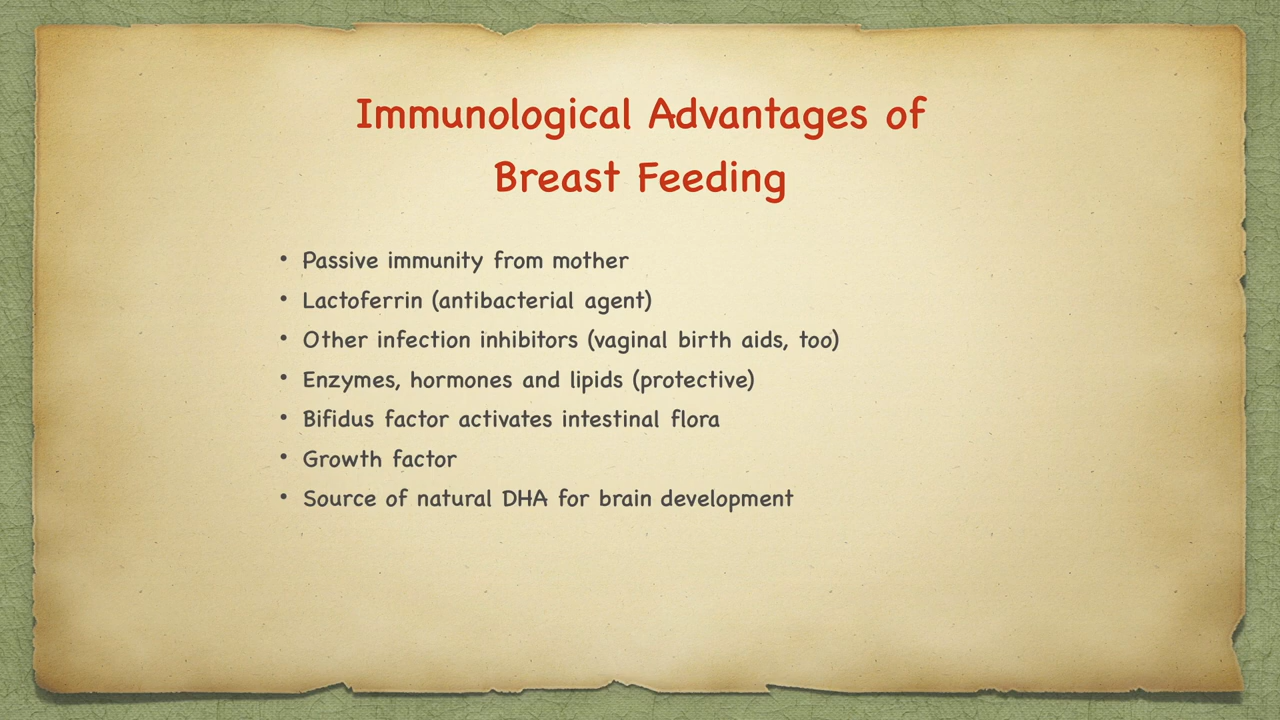 Immunological Advantages of
Breast Feeding
• Passive immunity from mother
• Lactoferrin (antibacterial agent)
• Other infection inhibitors (vaginal birth aids, too)
• Enzymes, hormones and lipids (protective)
• Bifidus factor activates intestinal flora
• Growth factor
• Source of natural DHA for brain development